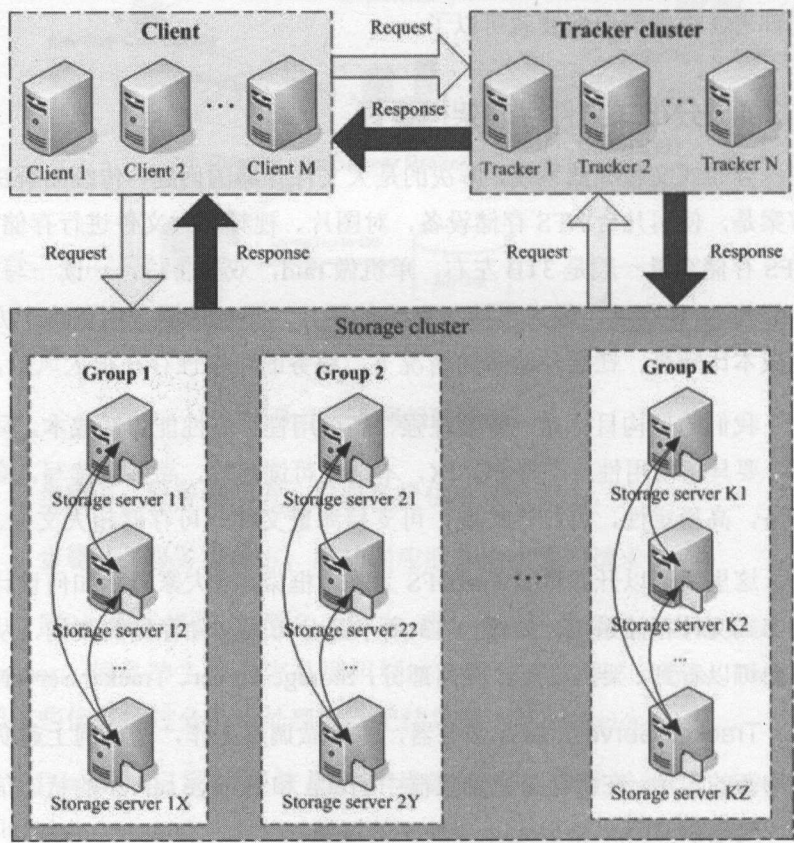 Client
Client 1
Client 2
...
Client M
Request
Response
Tracker cluster
Tracker 1
Tracker 2
...
Tracker N
Request
Response
Request
Response
Storage cluster
Group 1
Storage server 11
Storage server 12
...
Storage server 1X
Group 2
Storage server 21
Storage server 22
...
Storage server 2Y
...
Group K
Storage server K1
Storage server K2
...
Storage server KZ